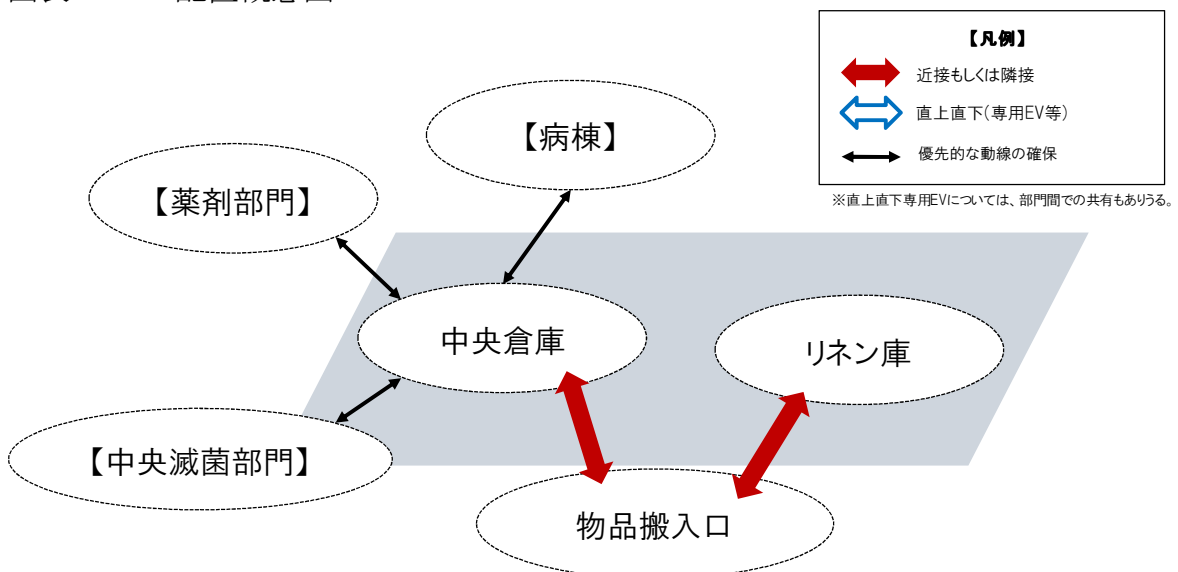 【凡例】
近接もしくは隣接
直上直下(専用EV等)
優先的な動線の確保
※直上直下専用EVについては、部門間での共有もありうる。
【病棟】
【薬剤部門】
中央倉庫
リネン庫
【中央滅菌部門】
物品搬入口